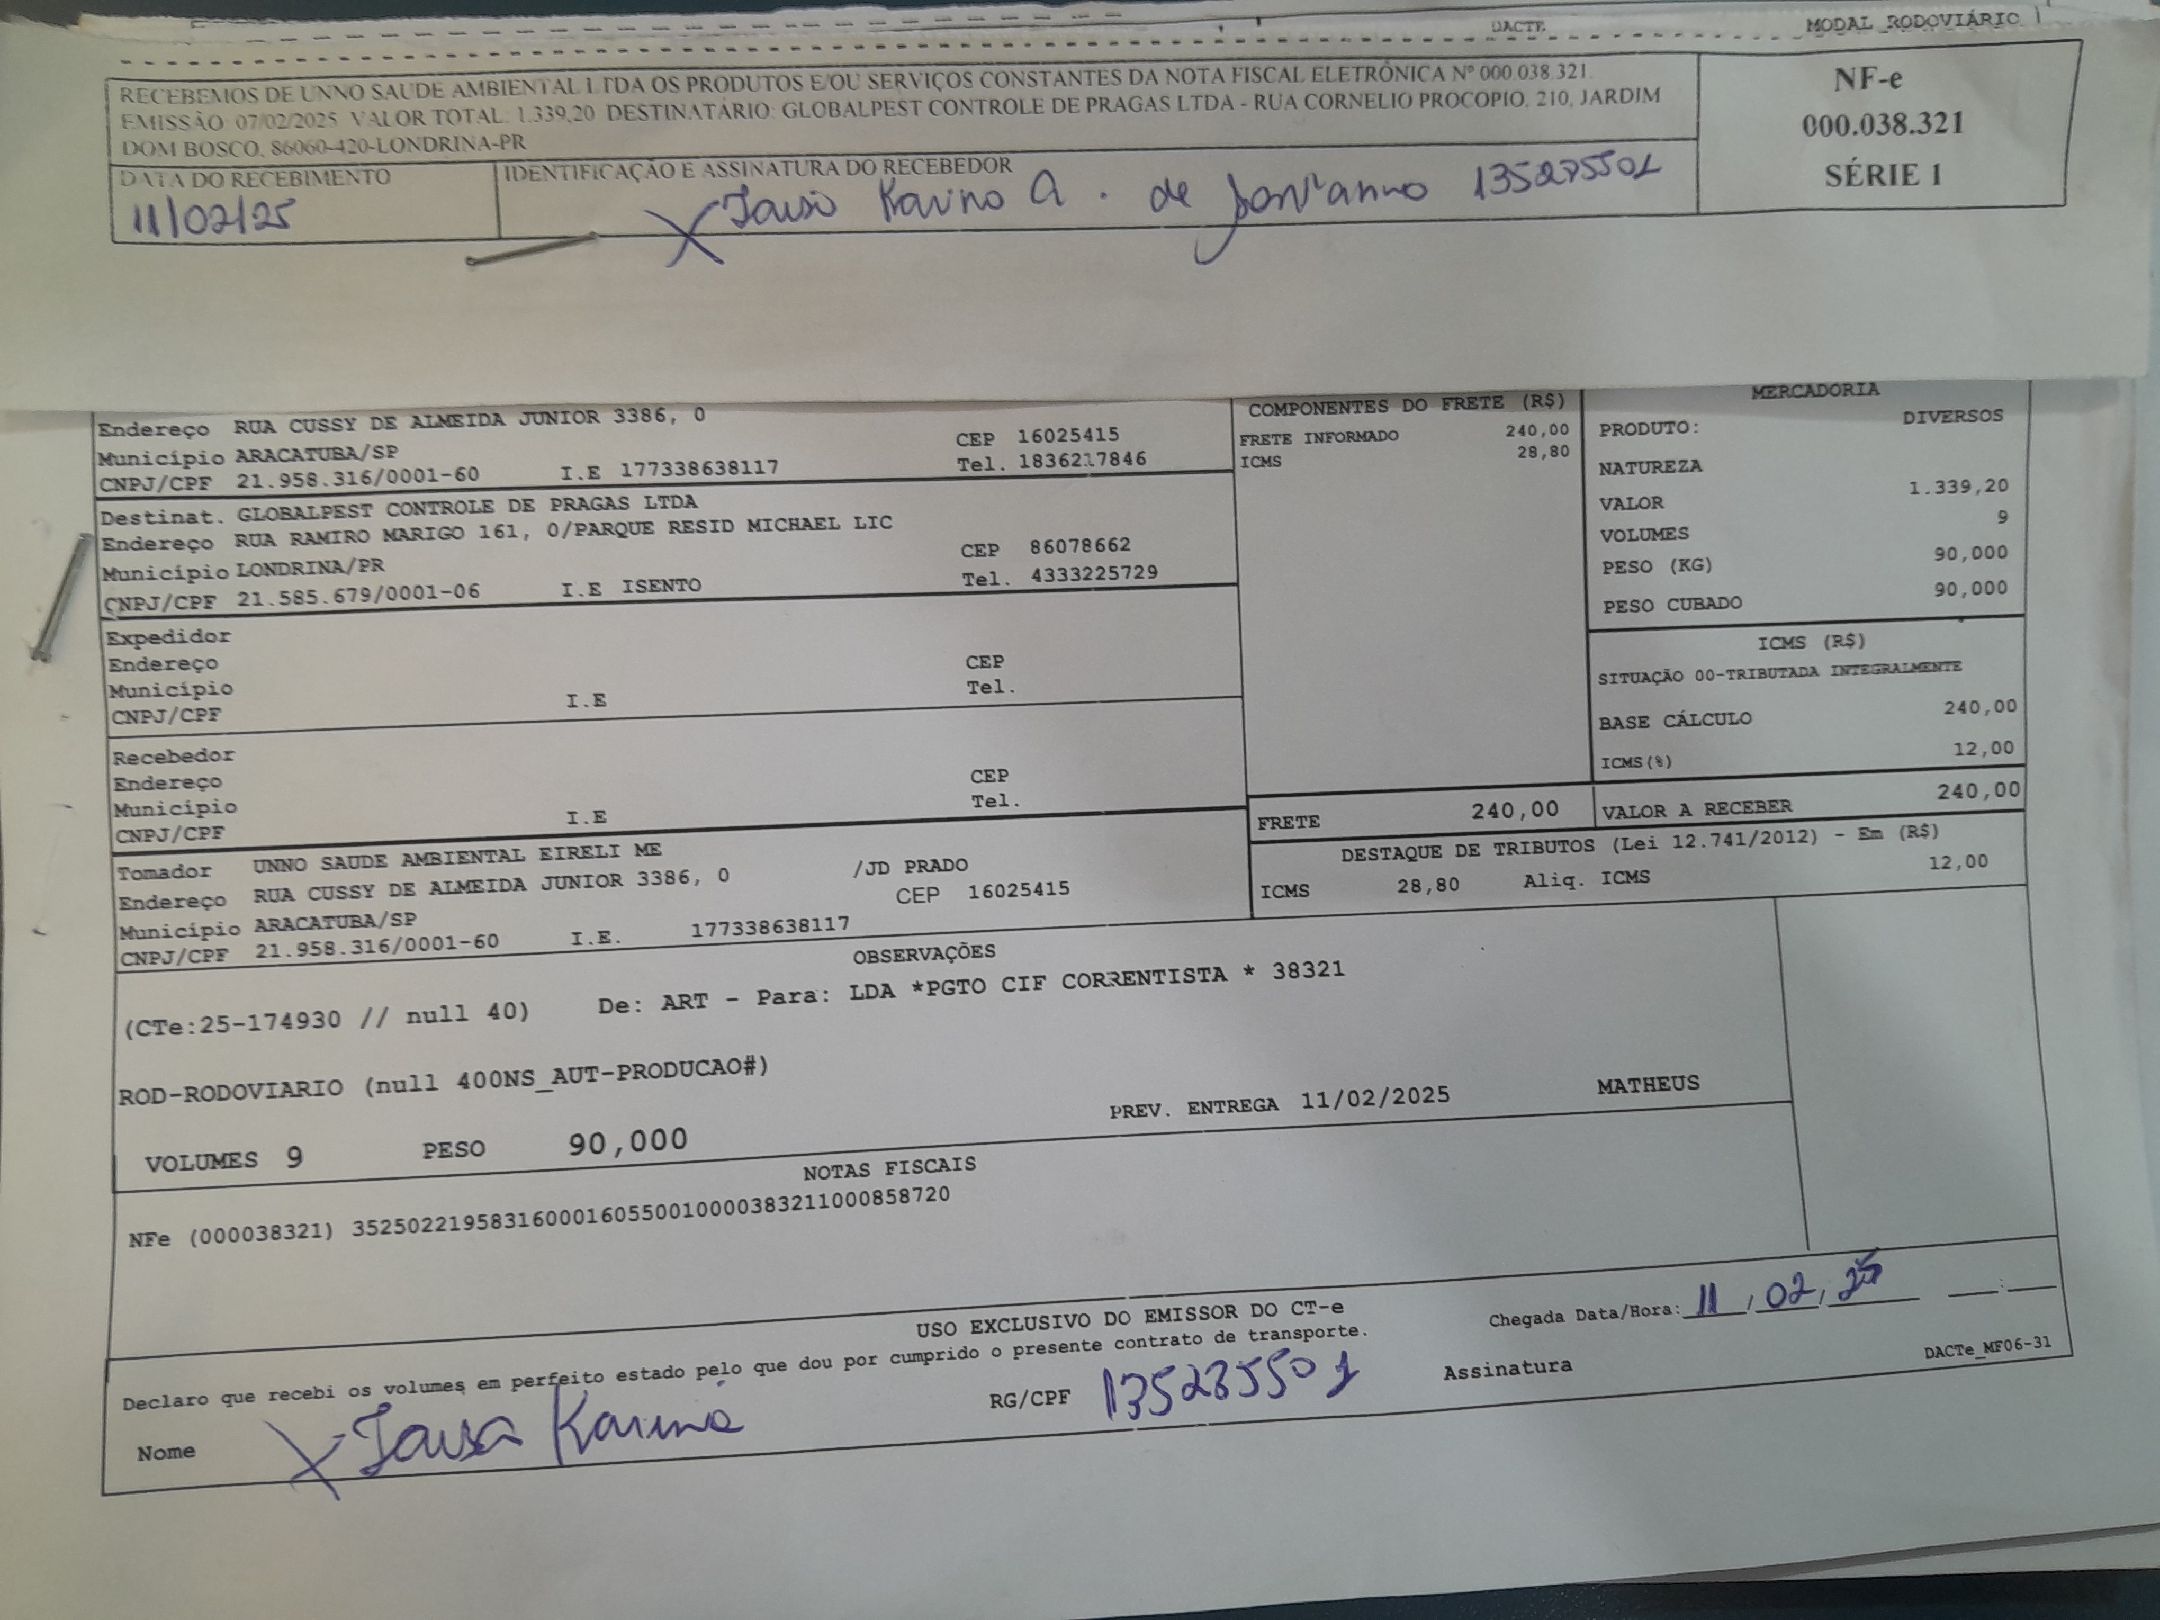 DACTE MODAL RODOVIÁRIO
RECEBEMOS DE UNNO SAUDE AMBIENTAL LTDA OS PRODUTOS E/OU SERVIÇOS CONSTANTES DA NOTA FISCAL ELETRÔNICA Nº 000.038.321.
EMISSÃO: 07/02/2025 VALOR TOTAL: 1.339,20 DESTINATÁRIO: GLOBALPEST CONTROLE DE PRAGAS LTDA - RUA CORNELIO PROCOPIO, 210, JARDIM
DOM BOSCO, 86060-420-LONDRINA-PR
NF-e
000.038.321
SÉRIE 1
DATA DO RECEBIMENTO
11/02/25
IDENTIFICAÇÃO E ASSINATURA DO RECEBEDOR
X Karino A. de 135275501
Endereço RUA CUSSY DE ALMEIDA JUNIOR 3386, 0
Município ARACATUBA/SP CEP 16025415
CNPJ/CPF 21.958.316/0001-60 I.E 177338638117 Tel. 1836217846
Destinat. GLOBALPEST CONTROLE DE PRAGAS LTDA
Endereço RUA RAMIRO MARIGO 161, 0/PARQUE RESID MICHAEL LIC
Município LONDRINA/PR CEP 86078662
CNPJ/CPF 21.585.679/0001-06 I.E ISENTO Tel. 4333225729
Expedidor
Endereço
Município CEP
CNPJ/CPF I.E Tel.
Recebedor
Endereço
Município CEP
CNPJ/CPF I.E Tel.
Tomador UNNO SAUDE AMBIENTAL EIRELI ME
Endereço RUA CUSSY DE ALMEIDA JUNIOR 3386, 0 /JD PRADO
Município ARACATUBA/SP CEP 16025415
CNPJ/CPF 21.958.316/0001-60 I.E. 177338638117
COMPONENTES DO FRETE (R$)
FRETE INFORMADO 240,00
ICMS 28,80
MERCADORIA
PRODUTO: DIVERSOS
NATUREZA
VALOR 1.339,20
VOLUMES 9
PESO (KG) 90,000
PESO CUBADO 90,000
ICMS (R$)
SITUAÇÃO 00-TRIBUTADA INTEGRALMENTE
BASE CÁLCULO 240,00
ICMS(%) 12,00
FRETE 240,00 VALOR A RECEBER 240,00
DESTAQUE DE TRIBUTOS (Lei 12.741/2012) - Em (R$)
ICMS 28,80 Aliq. ICMS 12,00
OBSERVAÇÕES
(CTe:25-174930 // null 40) De: ART - Para: LDA *PGTO CIF CORRENTISTA * 38321
ROD-RODOVIARIO (null 400NS_AUT-PRODUCAO#)
PREV. ENTREGA 11/02/2025 MATHEUS
VOLUMES 9 PESO 90,000
NOTAS FISCAIS
NFe (000038321) 35250221958316000160550010000383211000858720
USO EXCLUSIVO DO EMISSOR DO CT-e
Chegada Data/Hora: 11/02/25 __:__
Declaro que recebi os volumes em perfeito estado pelo que dou por cumprido o presente contrato de transporte.
DACTe_MF06-31
Nome X Karina RG/CPF 135235501 Assinatura